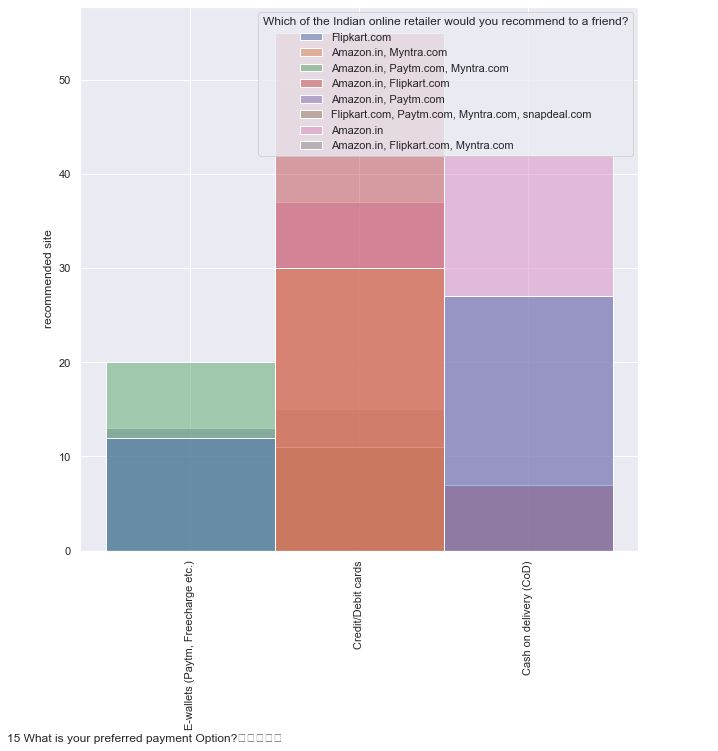 Which of the Indian online retailer would you recommend to a friend?
Flipkart.com
Amazon.in, Myntra.com
Amazon.in, Paytm.com, Myntra.com
Amazon.in, Flipkart.com
Amazon.in, Paytm.com
Flipkart.com, Paytm.com, Myntra.com, snapdeal.com
Amazon.in
Amazon.in, Flipkart.com, Myntra.com
50
40
30
20
10
0
recommended site
E-wallets (Paytm, Freecharge etc.)
Credit/Debit cards
Cash on delivery (CoD)
15 What is your preferred payment Option?